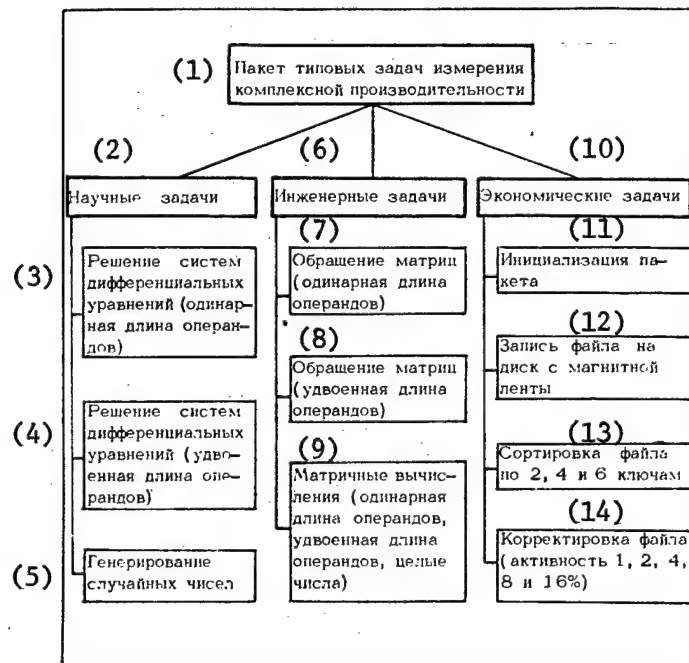 (1)
Пакет типовых задач измерения
комплексной производительности
(2)
Научные задачи
(3)
Решение систем
дифференциальных
уравнений (одинар-
ная длина операн-
дов)
(4)
Решение систем
дифференциальных
уравнений (удво-
енная длина опе-
рандов)
(5)
Генерирование
случайных чисел
(6)
Инженерные задачи
(7)
Обращение матриц
(одинарная длина
операндов)
(8)
Обращение матриц
(удвоенная длина
операндов)
(9)
Матричные вычис-
ления (одинарная
длина операндов,
удвоенная длина
операндов, целые
числа)
(10)
Экономические задачи
(11)
Инициализация па-
кета
(12)
Запись файла на
диск с магнитной
ленты
(13)
Сортировка файла
по 2, 4 и 6 ключам
(14)
Корректировка файла
(активность 1, 2, 4,
8 и 16%)